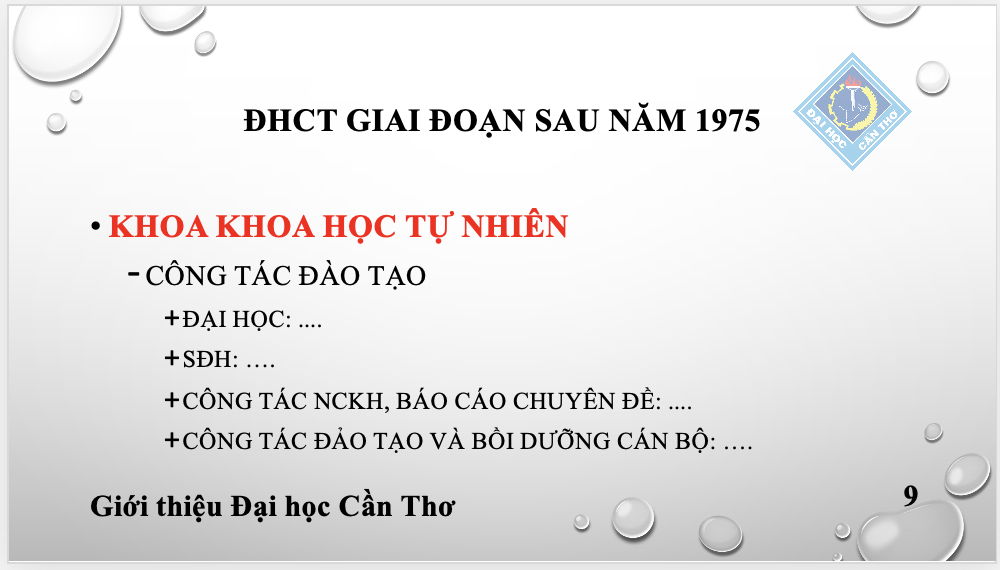 ĐHCT GIAI ĐOẠN SAU NĂM 1975
ĐẠI HỌC CẦN THƠ
• KHOA KHOA HỌC TỰ NHIÊN
- CÔNG TÁC ĐÀO TẠO
+ĐẠI HỌC: ....
+SĐH: ….
+CÔNG TÁC NCKH, BÁO CÁO CHUYÊN ĐỀ: ....
+CÔNG TÁC ĐẢO TẠO VÀ BỒI DƯỠNG CÁN BỘ: ….
Giới thiệu Đại học Cần Thơ
9